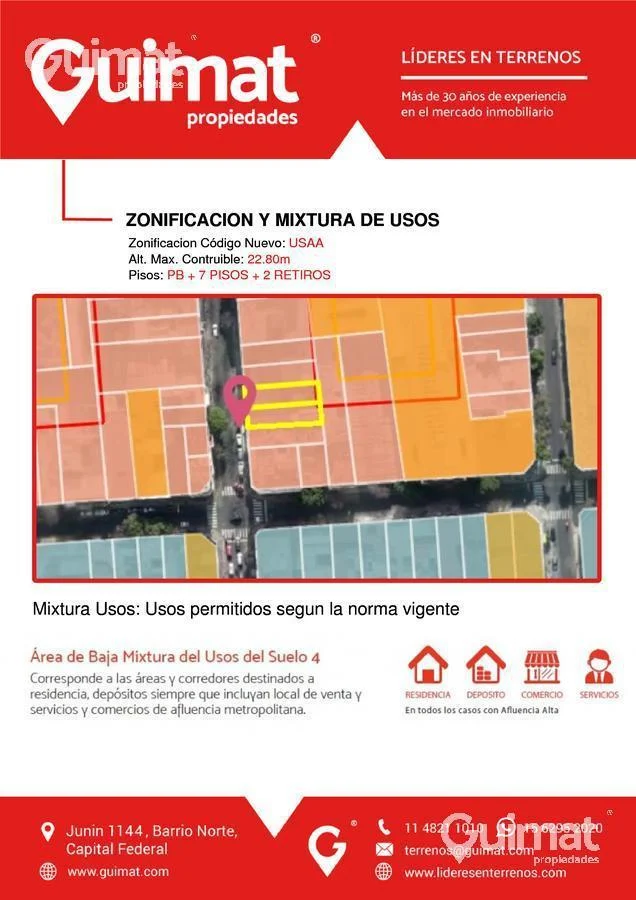 Guimat ®
propiedades
LÍDERES EN TERRENOS
Más de 30 años de experiencia
en el mercado inmobiliario
Guimat
propiedades
ZONIFICACION Y MIXTURA DE USOS
Zonificacion Código Nuevo: USAA
Alt. Max. Contruible: 22.80m
Pisos: PB + 7 PISOS + 2 RETIROS
Mixtura Usos: Usos permitidos segun la norma vigente
Área de Baja Mixtura del Usos del Suelo 4
Corresponde a las áreas y corredores destinados a
residencia, depósitos siempre que incluyan local de venta y
servicios y comercios de afluencia metropolitana.
RESIDENCIA DEPOSITO COMERCIO SERVICIOS
En todos los casos con Afluencia Alta
Junin 1144, Barrio Norte,
Capital Federal
www.guimat.com
G ®
11 4821 1010 15 6295 2020
terrenos@guimat.com
www.lideresenterrenos.com
Guimat ®
propiedades